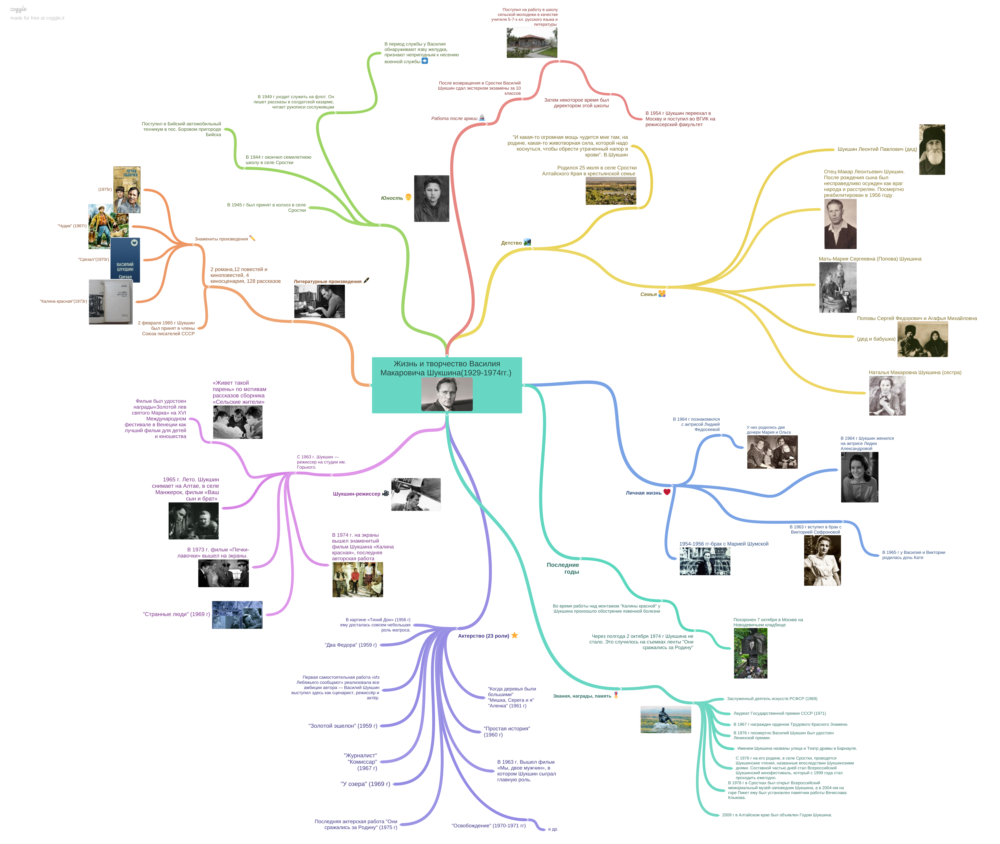 coggle
made for free at coggle.it
Поступил на работу в школу
сельской молодежи в качестве
учителя 5-7-х кл. русского языка и
литературы
В период службы у Василия
обнаруживают язву желудка,
признают непригодным к несению
военной службы
После возвращения в Сростки Василий
Шукшин сдал экстерном экзамены за 10
классов
Затем некоторое время был
директором этой школы
В 1954 г Шукшин переехал в
Москву и поступил во ВГИК на
режиссерский факультет
Работа после армии
В 1949 г уходит служить на флот. Он
пишет рассказы в солдатской казарме,
читает рукописи сослуживцам
Поступил в Бийский автомобильный
техникум в пос. Боровом пригороде
Бийска
В 1944 г окончил семилетнюю
школу в селе Сростки
В 1945 г был принят в колхоз в селе
Сростки
Юность
"И какая-то огромная мощь чудится мне там, на
родине, какая-то животворная сила, которой надо
коснуться, чтобы обрести утраченный напор в
крови". В.Шукшин
Родился 25 июля в селе Сростки
Алтайского Края в крестьянской семье
Детство
Семья
Шукшин Леонтий Павлович (дед)
Отец-Макар Леонтьевич Шукшин.
После рождения сына был
несправедливо осужден как враг
народа и расстрелян. Посмертно
реабилитирован в 1956 году
Мать-Мария Сергеевна (Попова) Шукшина
Поповы Сергей Федорович и Агафья Михайловна
(дед и бабушка)
Наталья Макаровна Шукшина (сестра)
(1975г)
ПЕЧКИ-
ЛАВОЧКИ
"Чудик" (1967г)
"Срезал"(1970г)
ВАСИЛИЙ
ШУКШИН
Срезал
"Калина красная"(1973г)
Знамениты произведения
2 романа,12 повестей и
киноповестей, 4
киносценария, 128 рассказов
2 февраля 1965 г Шукшин
был принят в члены
Союза писателей СССР
Литературные произведения
Жизнь и творчество Василия
Макаровича Шукшина(1929-1974гг.)
«Живет такой
парень» по мотивам
рассказов сборника
«Сельские жители»
Фильм был удостоен
награды«Золотой лев
святого Марка» на XVI
Международном
фестивале в Венеции как
лучший фильм для детей
и юношества
С 1963 г. Шукшин —
режиссер на студии им.
Горького.
Шукшин-режиссер
1965 г. Лето. Шукшин
снимает на Алтае, в селе
Манжерок, фильм «Ваш
сын и брат»
В 1973 г. фильм «Печки-
лавочки» вышел на экраны.
"Странные люди" (1969 г)
В 1974 г. на экраны
вышел знаменитый
фильм Шукшина «Калина
красная», последняя
авторская работа
В 1964 г познакомился
с актрисой Лидией
Федосеевой
У них родились две
дочери Мария и Ольга
В 1964 г Шукшин женился
на актрисе Лидии
Александровой
Личная жизнь
В 1963 г вступил в брак с
Викторией Софроновой
В 1965 г у Василия и Виктории
родилась дочь Катя
1954-1956 гг-брак с Марией Шумской
Последние
годы
Во время работы над монтажом "Калины красной" у
Шукшина произошло обострение язвенной болезни
Через полгода 2 октября 1974 г Шукшина не
стало. Это случилось на съемках ленты "Они
сражались за Родину"
Похоронен 7 октября в Москве на
Новодевичьем кладбище
Актерство (23 роли)
В картине «Тихий Дон» (1956 г)
ему досталась совсем небольшая
роль матроса.
"Два Федора" (1959 г)
Первая самостоятельная работа «Из
Лебяжьего сообщают» реализовала все
амбиции автора — Василий Шукшин
выступил здесь как сценарист, режиссёр и
актёр.
"Золотой эшелон" (1959 г)
"Журналист"
"Комиссар"
(1967 г)
"У озера" (1969 г)
Последняя актерская работа "Они
сражались за Родину" (1975 г)
"Когда деревья были
большими"
"Мишка, Серега и я"
"Аленка" (1961 г)
"Простая история"
(1960 г)
В 1963 г. Вышел фильм
«Мы, двое мужчин», в
котором Шукшин сыграл
главную роль.
"Освобождение" (1970-1971 гг)
и др.
Звания, награды, память
Заслуженный деятель искусств РСФСР (1969)
Лауреат Государственной премии СССР (1971)
В 1967 г награжден орденом Трудового Красного Знамени.
В 1976 г посмертно Василий Шукшин был удостоен
Ленинской премии.
Именем Шукшина названы улица и Театр драмы в Барнауле.
С 1976 г на его родине, в селе Сростки, проводятся
Шукшинские чтения, названные впоследствии Шукшинскими
днями. Составной частью дней стал Всероссийский
Шукшинский кинофестиваль, который с 1999 года стал
проходить ежегодно.
В 1978 г в Сростках был открыт Всероссийский
мемориальный музей-заповедник Шукшина, а в 2004-ом на
горе Пикет ему был установлен памятник работы Вячеслава
Клыкова.
2009 г в Алтайском крае был объявлен Годом Шукшина.